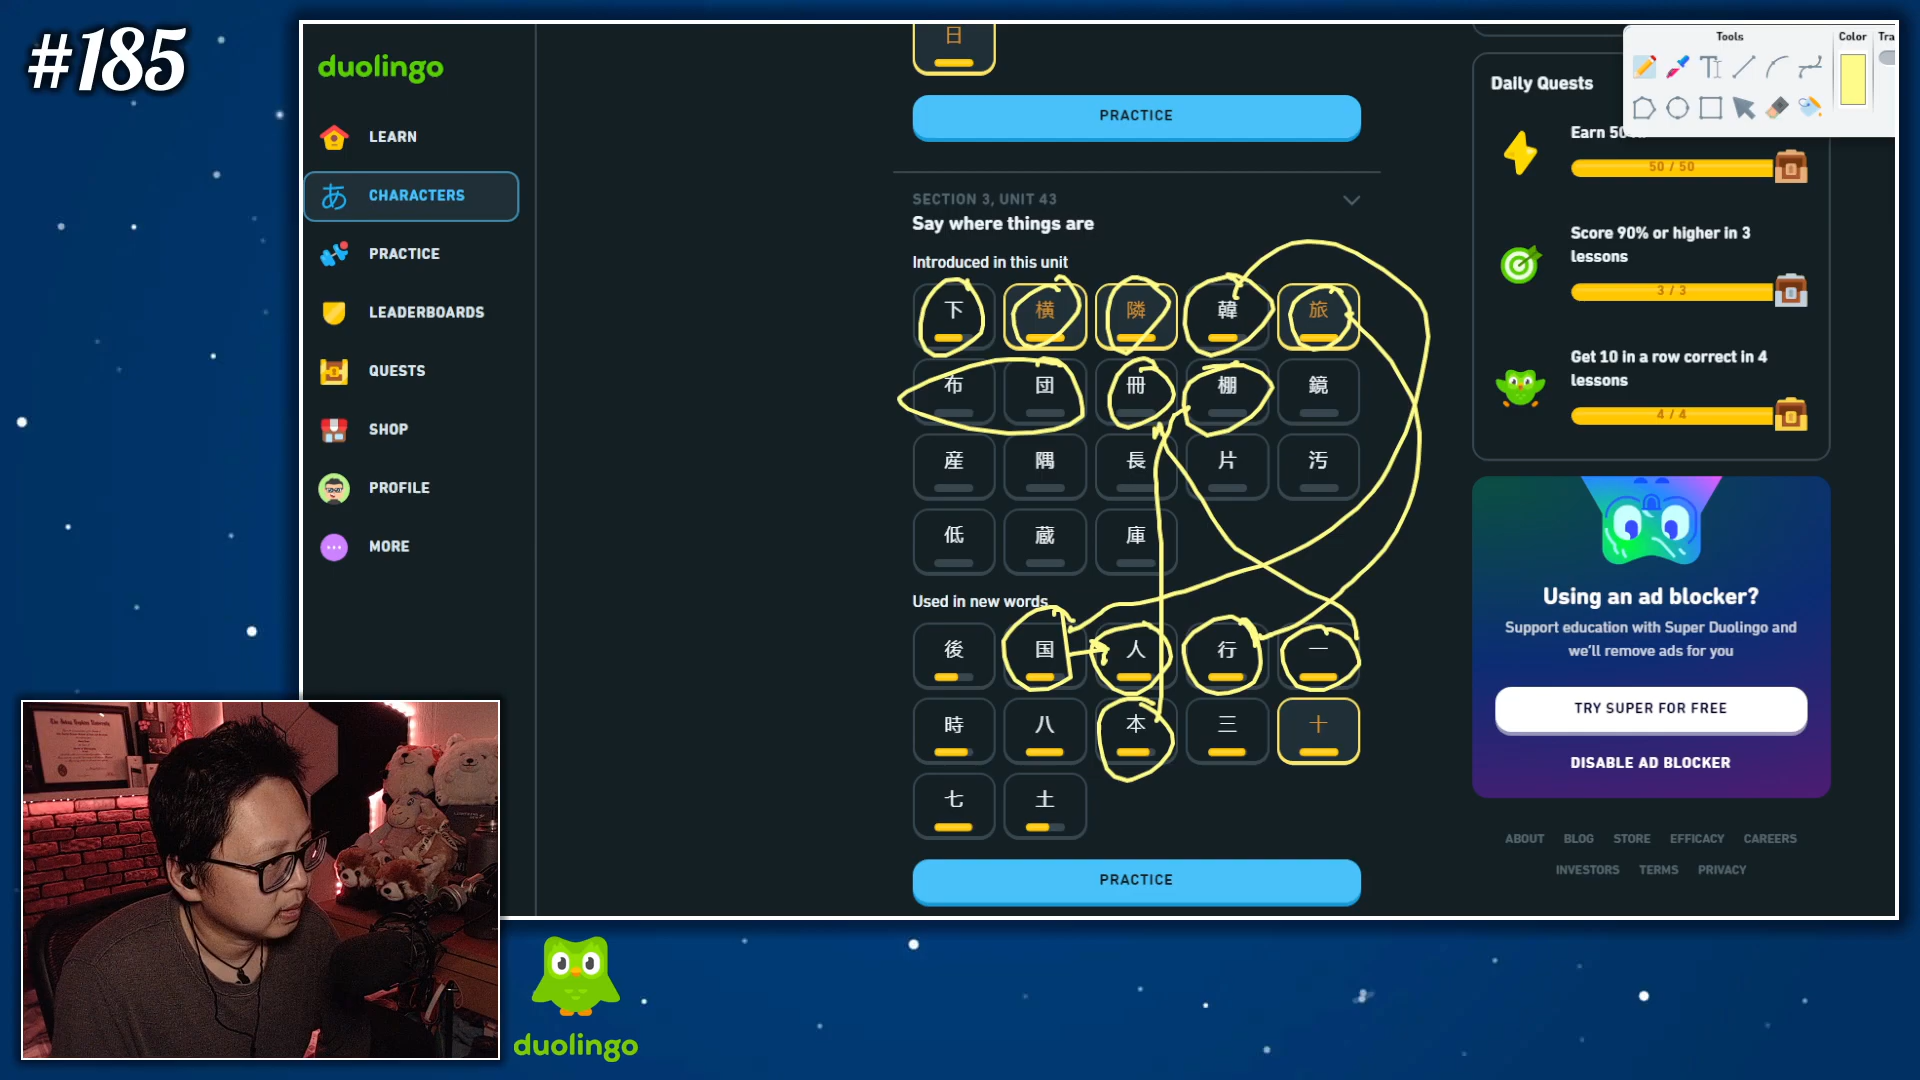 #185
duolingo
LEARN
あ CHARACTERS
PRACTICE
LEADERBOARDS
QUESTS
SHOP
PROFILE
MORE
日
PRACTICE
SECTION 3, UNIT 43
Say where things are
Introduced in this unit
下 横 隣 韓 旅
布 団 冊 棚 鏡
産 隅 長 片 汚
低 蔵 庫
Used in new words
後 国 人 行 一
時 八 本 三 十
七 土
PRACTICE
Tools
Color
Tra
Daily Quests
Earn 50
50 / 50
Score 90% or higher in 3
lessons
3 / 3
Get 10 in a row correct in 4
lessons
4 / 4
Using an ad blocker?
Support education with Super Duolingo and
we'll remove ads for you
TRY SUPER FOR FREE
DISABLE AD BLOCKER
ABOUT BLOG STORE EFFICACY CAREERS
INVESTORS TERMS PRIVACY
duolingo